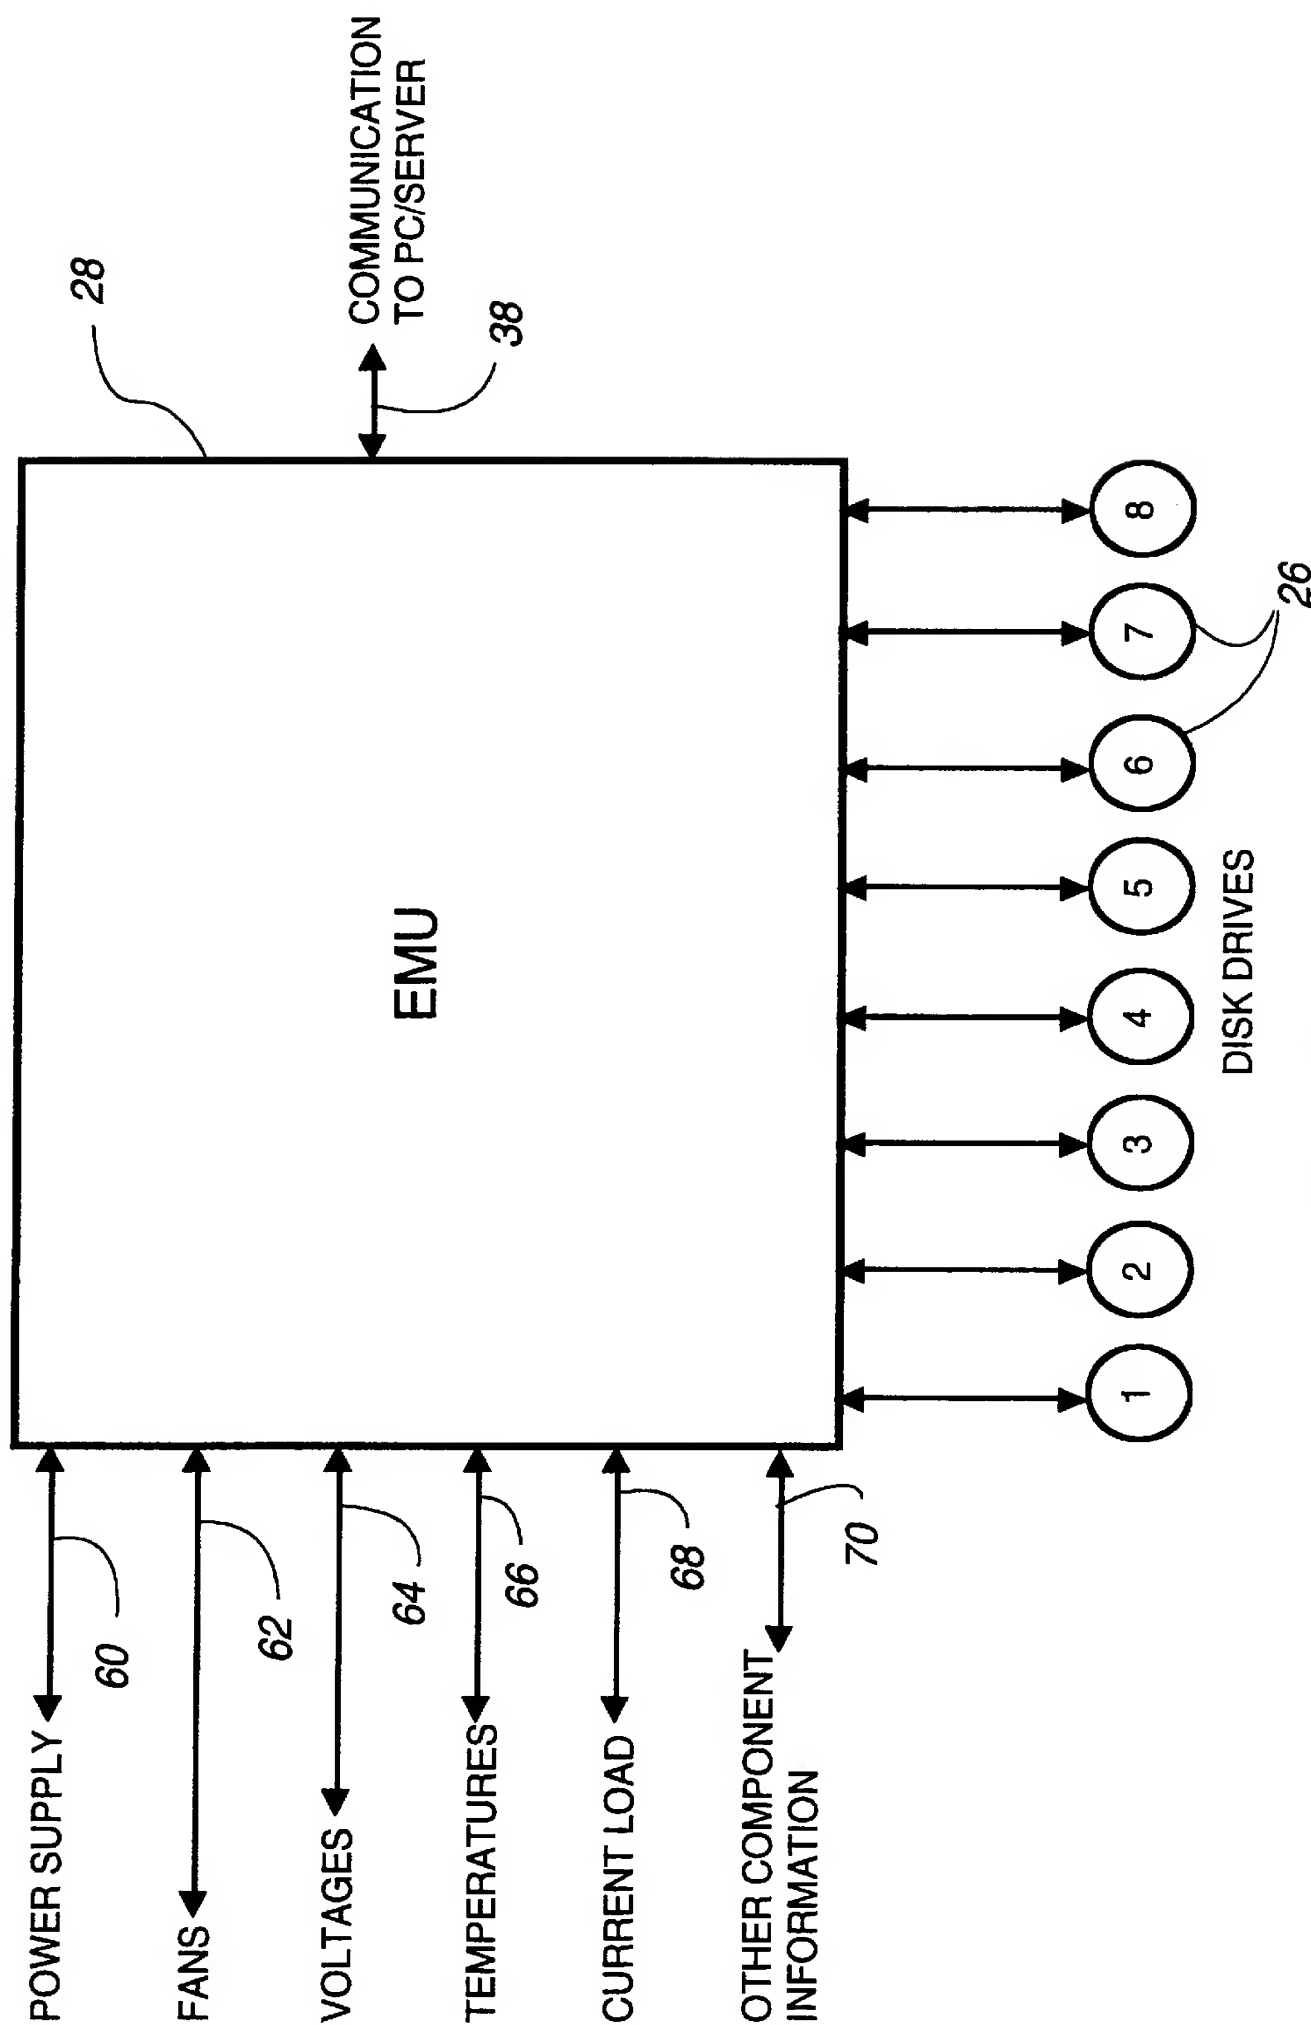 POWER SUPPLY
60
FANS
62
VOLTAGES
64
TEMPERATURES
66
CURRENT LOAD
68
OTHER COMPONENT
INFORMATION
70
EMU
28
COMMUNICATION
TO PC/SERVER
38
1
2
3
4
5
6
7
8
DISK DRIVES
26